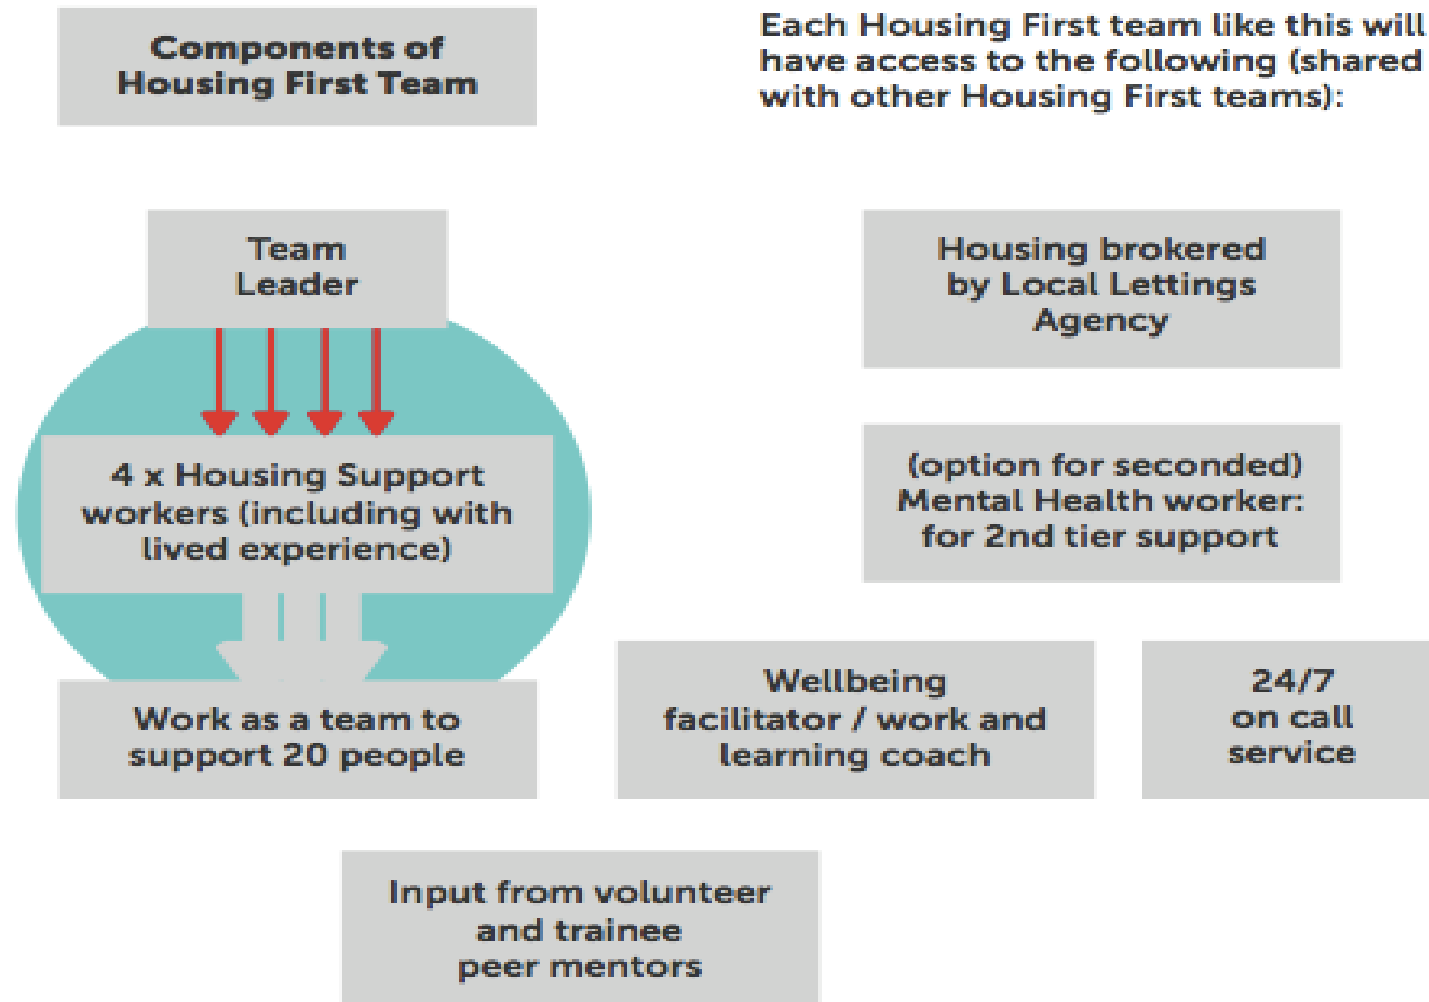 Components of
Housing First Team
Each Housing First team like this will
have access to the following (shared
with other Housing First teams):
Team
Leader
4 x Housing Support
workers (including with
lived experience)
Work as a team to
support 20 people
Housing brokered
by Local Lettings
Agency
(option for seconded)
Mental Health worker:
for 2nd tier support
Wellbeing
facilitator / work and
learning coach
24/7
on call
service
Input from volunteer
and trainee
peer mentors